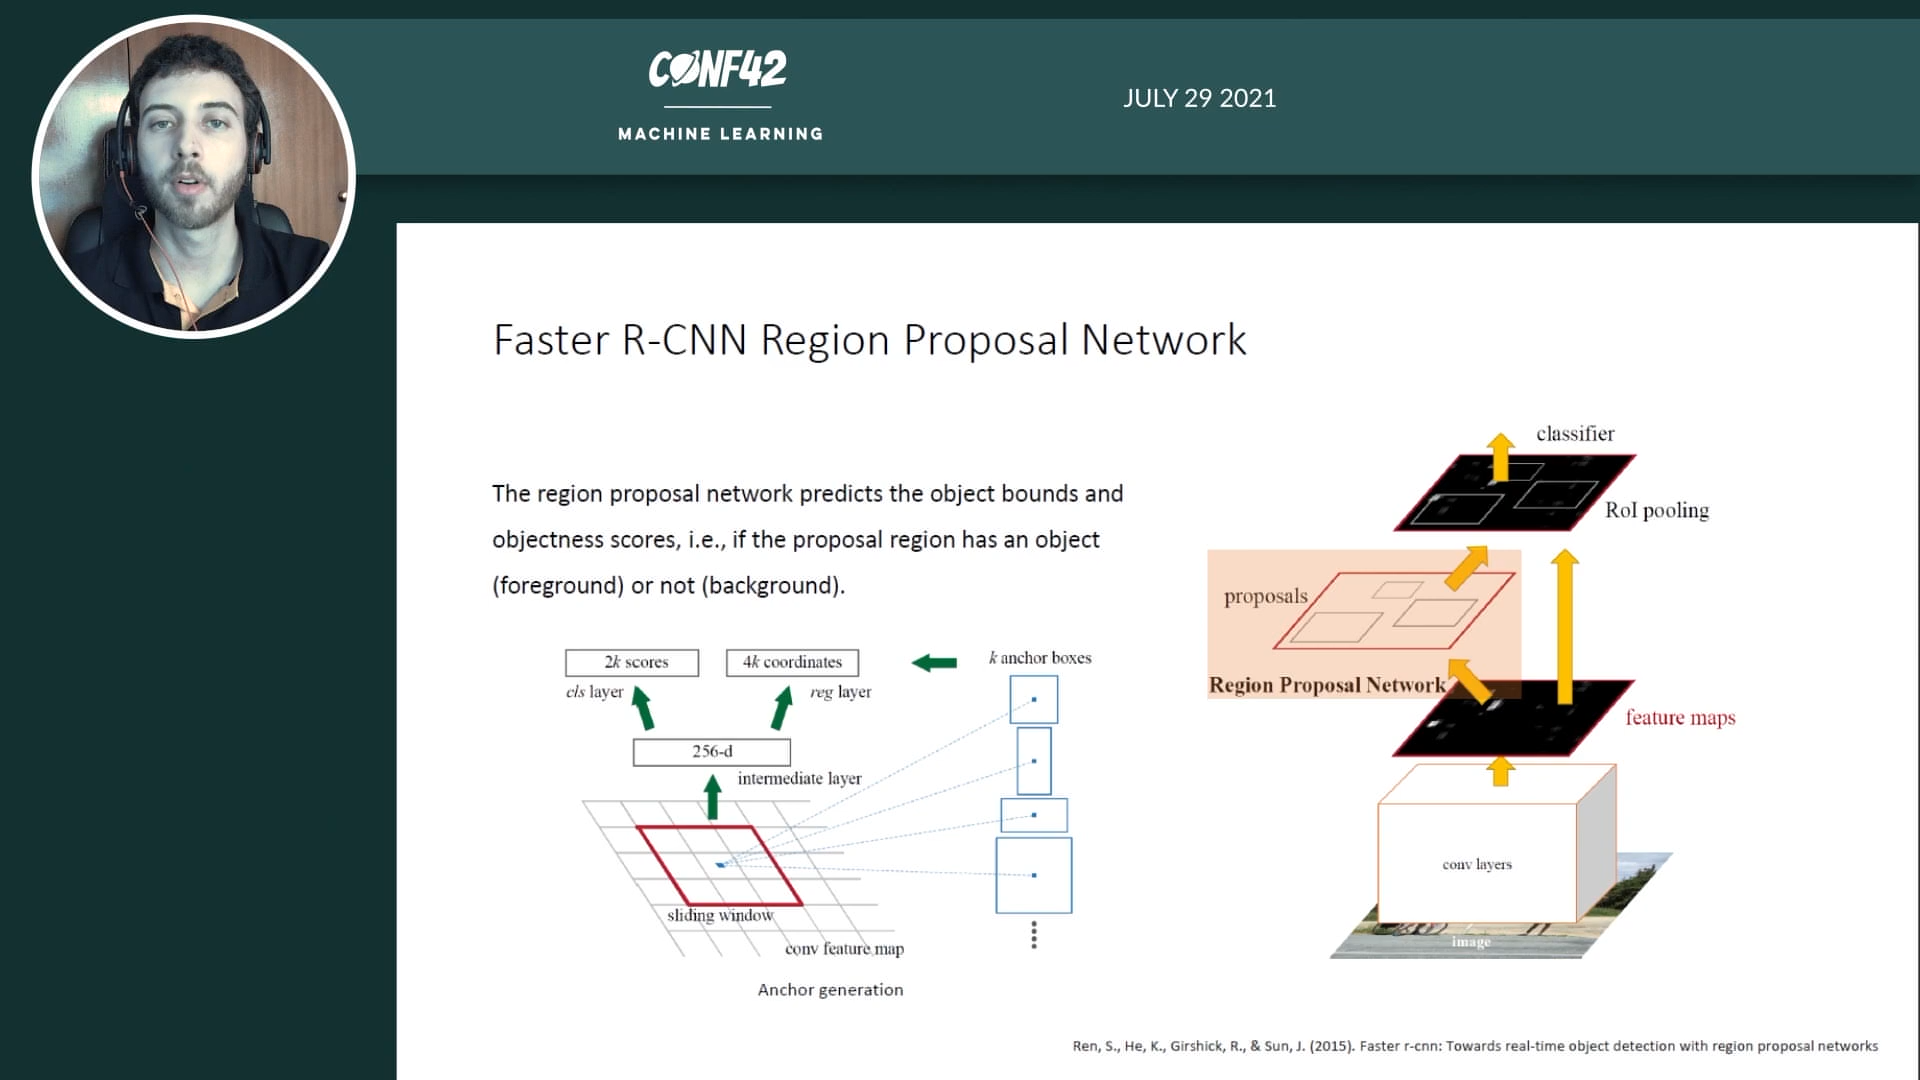 CONF42
MACHINE LEARNING
JULY 29 2021
Faster R-CNN Region Proposal Network
The region proposal network predicts the object bounds and
objectness scores, i.e., if the proposal region has an object
(foreground) or not (background).
2k scores
4k coordinates
k anchor boxes
cls layer
reg layer
256-d
intermediate layer
sliding window
conv feature map
Anchor generation
classifier
RoI pooling
proposals
Region Proposal Network
feature maps
conv layers
image
Ren, S., He, K., Girshick, R., & Sun, J. (2015). Faster r-cnn: Towards real-time object detection with region proposal networks